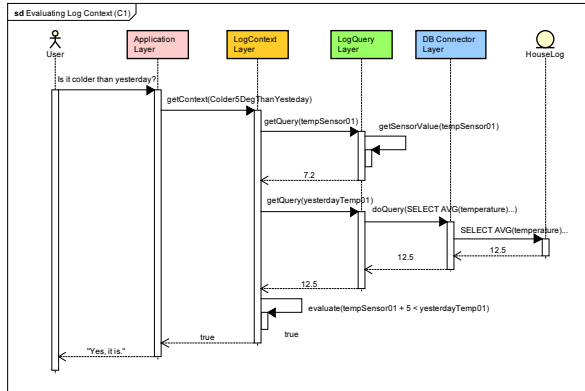 sd Evaluating Log Context (C1)
User
Application
Layer
LogContext
Layer
LogQuery
Layer
DB Connector
Layer
HouseLog
Is it colder than yesterday?
getContext(Colder5DegThanYesteday)
getQuery(tempSensor01)
getSensorValue(tempSensor01)
7.2
getQuery(yesterdayTemp01)
doQuery(SELECT AVG(temperature)...)
SELECT AVG(temperature)...
12.5
12.5
12.5
evaluate(tempSensor01 + 5 < yesterdayTemp01)
true
true
"Yes, it is."